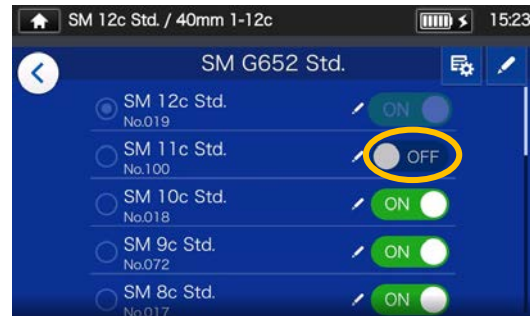 SM 12c Std. / 40mm 1-12c 15:23
SM G652 Std.
SM 12c Std.
No.019
ON
SM 11c Std.
No.100
OFF
SM 10c Std.
No.018
ON
SM 9c Std.
No.072
ON
SM 8c Std.
No.017
ON